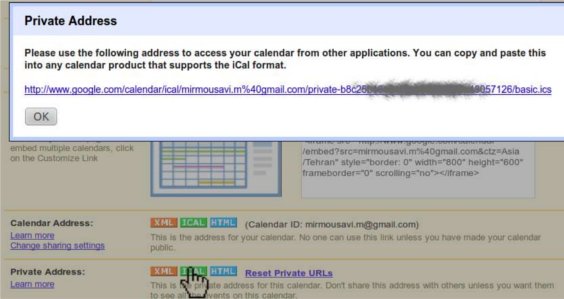 Private Address
Please use the following address to access your calendar from other applications. You can copy and paste this
into any calendar product that supports the iCal format.
http://www.google.com/calendar/ical/mirmousavi.m%40gmail.com/private-b8c2 57126/basic.ics
OK
embed multiple calendars, click
on the Customize Link
/embed?src=mirmousavi.m%40gmail.com&ctz=Asia
/Tehran" style="border: 0" width="800" height="600"
frameborder="0" scrolling="no"></iframe>
Calendar Address:
Learn more
Change sharing settings
XML ICAL HTML (Calendar ID: mirmousavi.m@gmail.com)
This is the address for your calendar. No one can use this link unless you have made your calendar
public.
Private Address:
Learn more
XML ICAL HTML Reset Private URLs
This is the private address for this calendar. Don't share this address with others unless you want them
to see all the events on this calendar.